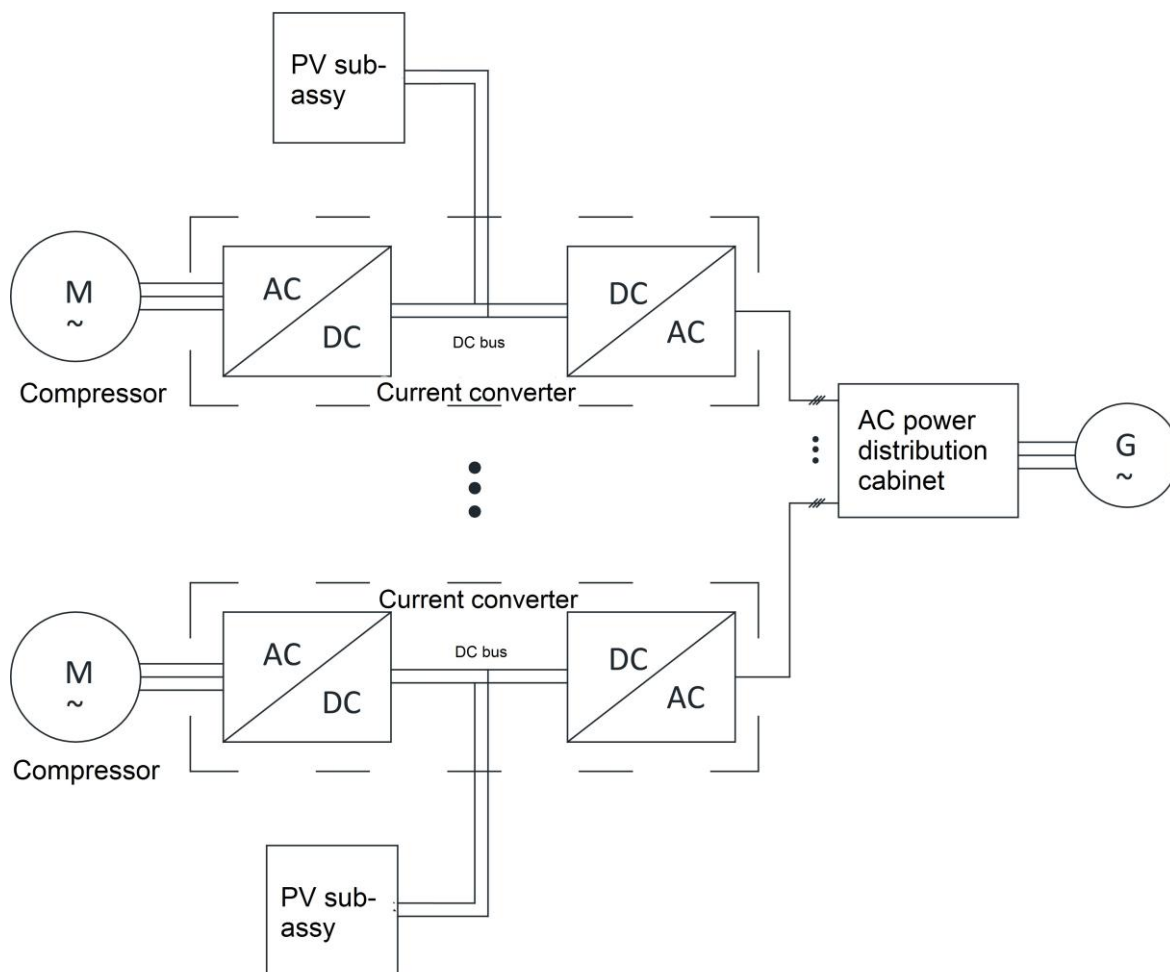 PV sub-
assy
M
~
AC
DC
DC bus
DC
AC
Compressor
Current converter
AC power
distribution
cabinet
G
~
Current converter
M
~
AC
DC
DC bus
DC
AC
Compressor
PV sub-
assy